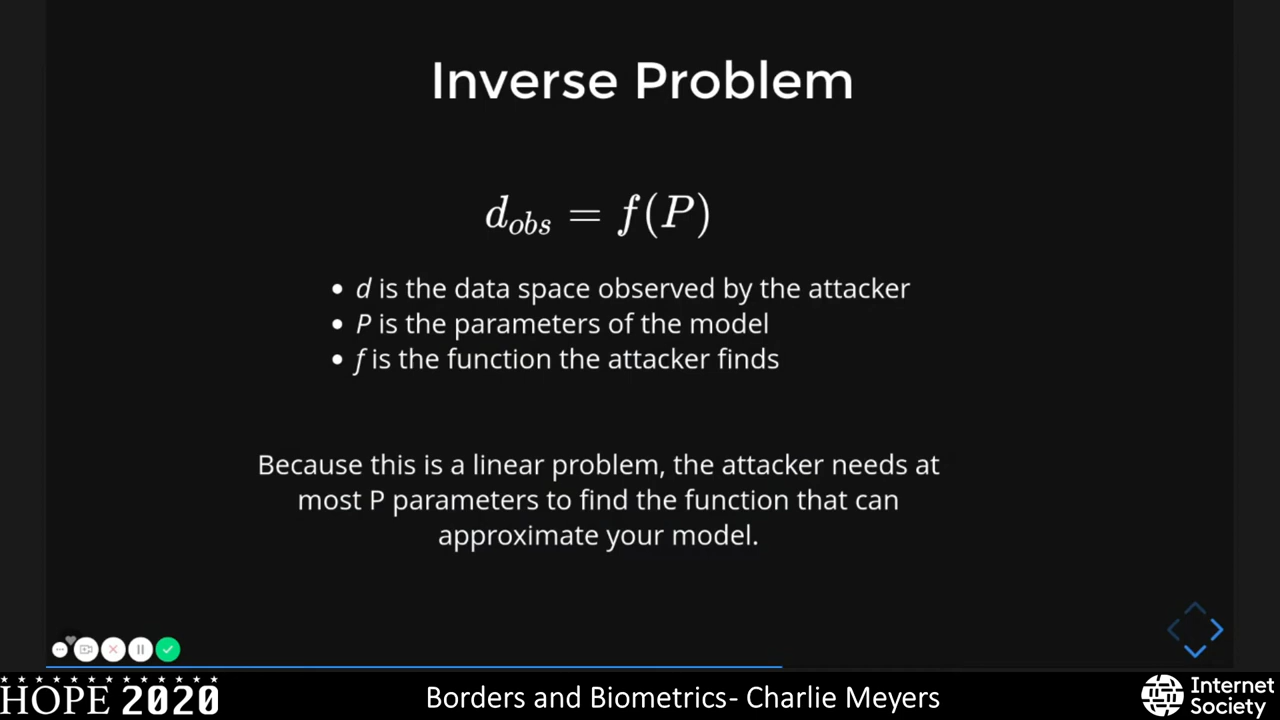 Inverse Problem
d_obs = f(P)
• d is the data space observed by the attacker
• P is the parameters of the model
• f is the function the attacker finds
Because this is a linear problem, the attacker needs at
most P parameters to find the function that can
approximate your model.
HOPE 2020
Borders and Biometrics- Charlie Meyers
Internet
Society